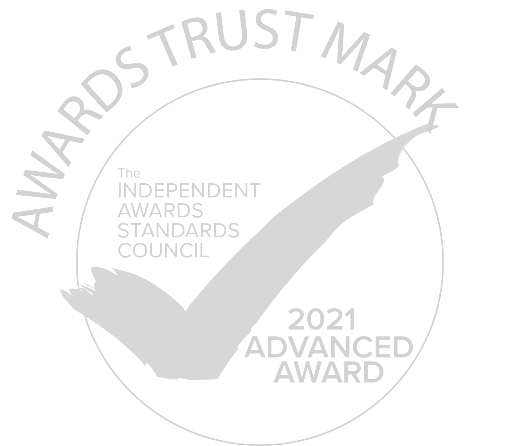 AWARDS TRUST MARK
The
INDEPENDENT
AWARDS
STANDARDS
COUNCIL
2021
ADVANCED
AWARD